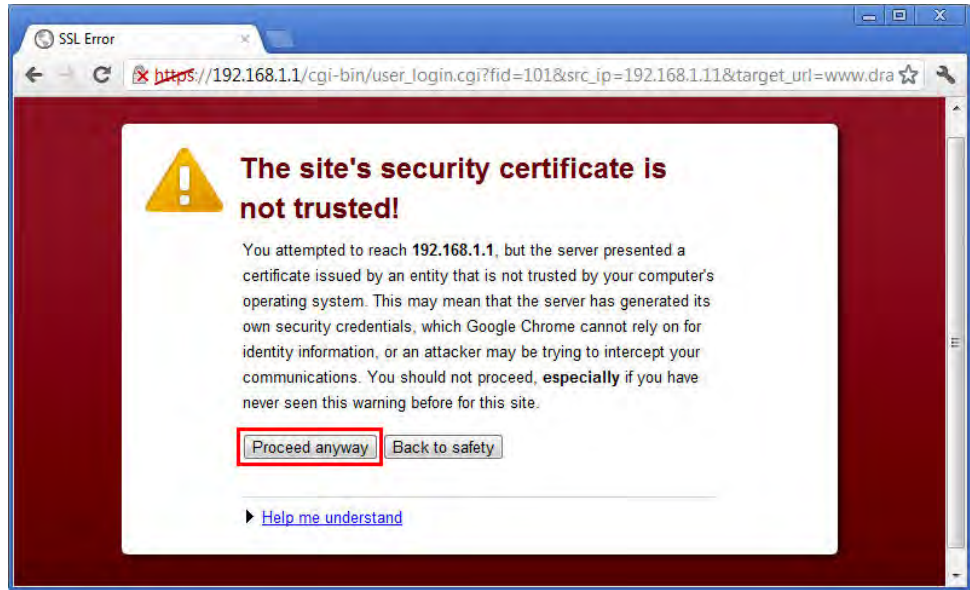 SSL Error
https://192.168.1.1/cgi-bin/user_login.cgi?fid=101&src_ip=192.168.1.11&target_url=www.dra
The site's security certificate is
not trusted!
You attempted to reach 192.168.1.1, but the server presented a
certificate issued by an entity that is not trusted by your computer's
operating system. This may mean that the server has generated its
own security credentials, which Google Chrome cannot rely on for
identity information, or an attacker may be trying to intercept your
communications. You should not proceed, especially if you have
never seen this warning before for this site.
Proceed anyway Back to safety
Help me understand